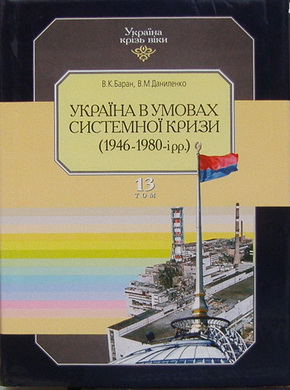 Україна
крізь віки
В.К.Баран, В.М.Даниленко
УКРАЇНА В УМОВАХ
СИСТЕМНОЇ КРИЗИ
(1946-1980-і рр.)
13
ТОМ